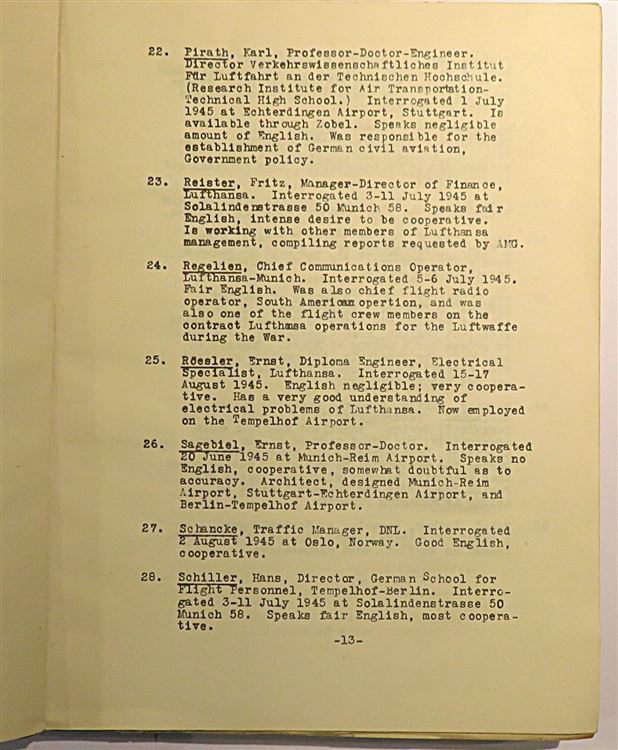 22. Pirath, Karl, Professor-Doctor-Engineer.
Director Verkehrswissenschaftliches Institut
Für Luftfahrt an der Technischen Hochschule.
(Research Institute for Air Transportation-
Technical High School.) Interrogated 1 July
1945 at Echterdingen Airport, Stuttgart. Is
available through Zobel. Speaks negligible
amount of English. Was responsible for the
establishment of German civil aviation,
Government policy.
23. Reister, Fritz, Manager-Director of Finance,
Lufthansa. Interrogated 3-11 July 1945 at
Solalindenstrasse 50 Munich 58. Speaks fair
English, intense desire to be cooperative.
Is working with other members of Lufthansa
management, compiling reports requested by AMG.
24. Regelien, Chief Communications Operator,
Lufthansa-Munich. Interrogated 5-6 July 1945.
Fair English. Was also chief flight radio
operator, South American opertion, and was
also one of the flight crew members on the
contract Lufthansa operations for the Luftwaffe
during the War.
25. Röesler, Ernst, Diploma Engineer, Electrical
Specialist, Lufthansa. Interrogated 15-17
August 1945. English negligible; very coopera-
tive. Has a very good understanding of
electrical problems of Lufthansa. Now employed
on the Tempelhof Airport.
26. Sagebiel, Ernst, Professor-Doctor. Interrogated
20 June 1945 at Munich-Reim Airport. Speaks no
English, cooperative, somewhat doubtful as to
accuracy. Architect, designed Munich-Reim
Airport, Stuttgart-Echterdingen Airport, and
Berlin-Tempelhof Airport.
27. Schancke, Traffic Manager, DNL. Interrogated
2 August 1945 at Oslo, Norway. Good English,
cooperative.
28. Schiller, Hans, Director, German School for
Flight Personnel, Tempelhof-Berlin. Interro-
gated 3-11 July 1945 at Solalindenstrasse 50
Munich 58. Speaks fair English, most coopera-
tive.
-13-